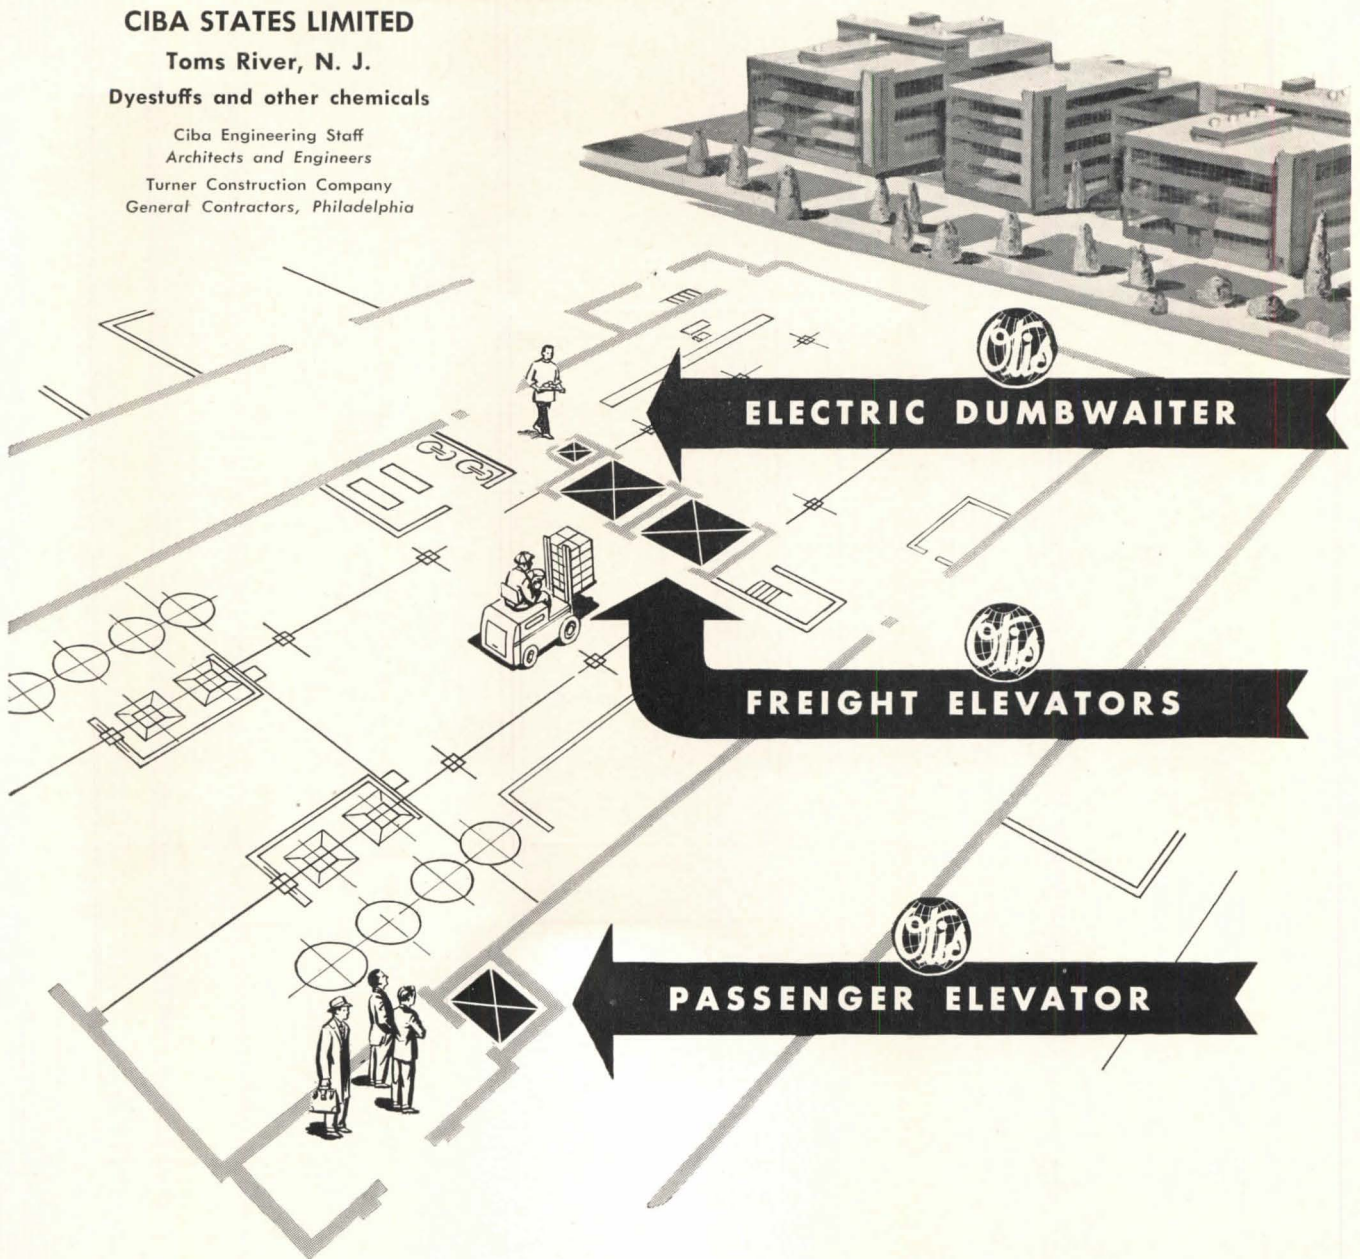 CIBA STATES LIMITED
Toms River, N. J.
Dyestuffs and other chemicals
Ciba Engineering Staff
Architects and Engineers
Turner Construction Company
General Contractors, Philadelphia
Otis
ELECTRIC DUMBWAITER
Otis
FREIGHT ELEVATORS
Otis
PASSENGER ELEVATOR